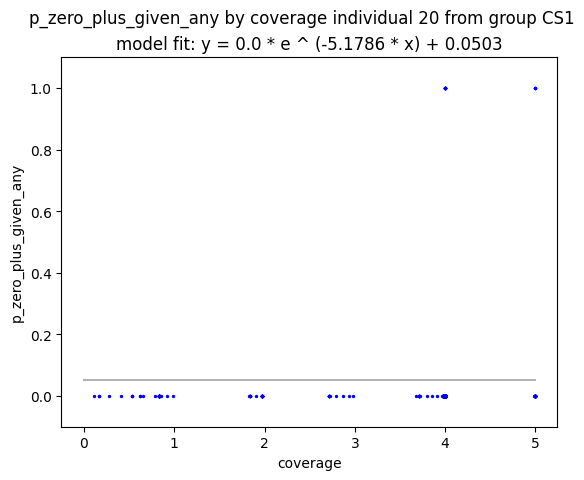 p_zero_plus_given_any by coverage individual 20 from group CS1
model fit: y = 0.0 * e ^ (-5.1786 * x) + 0.0503
p_zero_plus_given_any
1.0
0.8
0.6
0.4
0.2
0.0
0 1 2 3 4 5
coverage